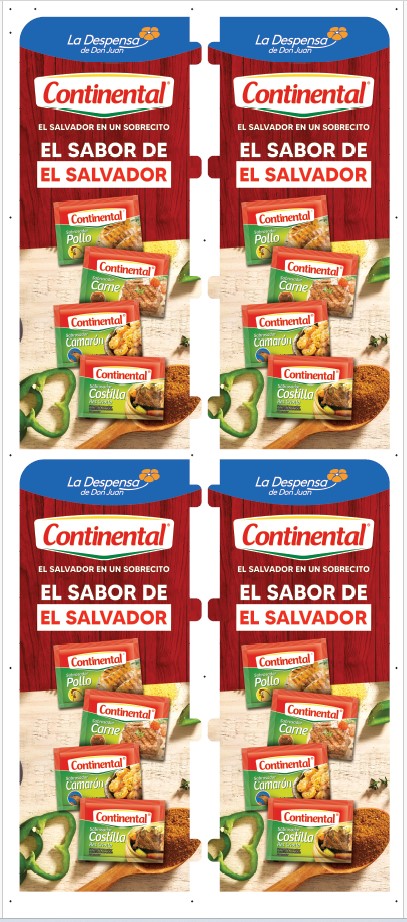 La Despensa
de Don Juan
Continental®
EL SALVADOR EN UN SOBRECITO
EL SABOR DE
EL SALVADOR
Continental
Pollo
Continental
Carne
Continental
Camarón
Continental
Costilla
La Despensa
de Don Juan
Continental®
EL SALVADOR EN UN SOBRECITO
EL SABOR DE
EL SALVADOR
Continental
Pollo
Continental
Carne
Continental
Camarón
Continental
Costilla
La Despensa
de Don Juan
Continental®
EL SALVADOR EN UN SOBRECITO
EL SABOR DE
EL SALVADOR
Continental
Pollo
Continental
Carne
Continental
Camarón
Continental
Costilla
La Despensa
de Don Juan
Continental®
EL SALVADOR EN UN SOBRECITO
EL SABOR DE
EL SALVADOR
Continental
Pollo
Continental
Carne
Continental
Camarón
Continental
Costilla